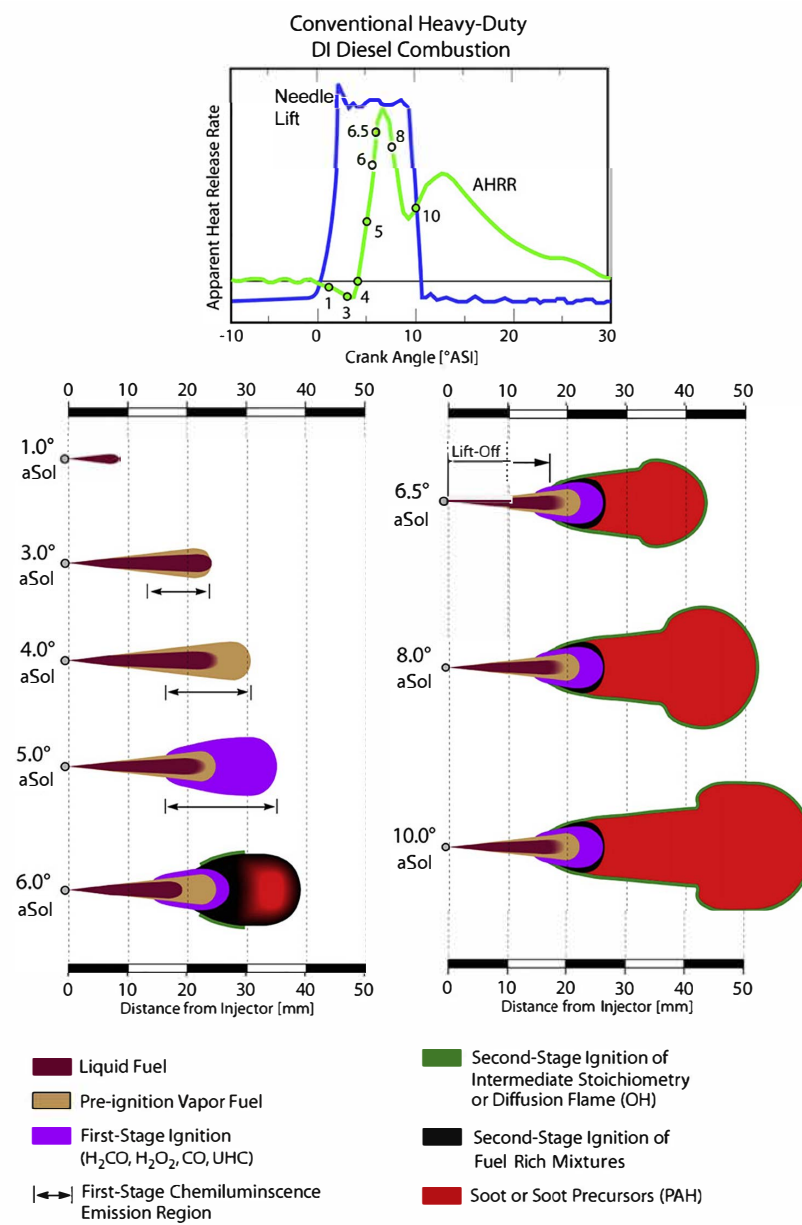 Conventional Heavy-Duty
DI Diesel Combustion
Needle
Lift
6.5
8
6
AHRR
5
10
4
1
3
Apparent Heat Release Rate
-10
0
10
20
30
Crank Angle [°ASI]
0 10 20 30 40 50
1.0°
aSol
3.0°
aSol
4.0°
aSol
5.0°
aSol
6.0°
aSol
0 10 20 30 40 50
Distance from Injector [mm]
0 10 20 30 40 50
Lift-Off
6.5°
aSol
8.0°
aSol
10.0°
aSol
0 10 20 30 40 50
Distance from Injector [mm]
Liquid Fuel
Pre-ignition Vapor Fuel
First-Stage Ignition
(H₂CO, H₂O₂, CO, UHC)
First-Stage Chemiluminscence
Emission Region
Second-Stage Ignition of
Intermediate Stoichiometry
or Diffusion Flame (OH)
Second-Stage Ignition of
Fuel Rich Mixtures
Soot or Soot Precursors (PAH)